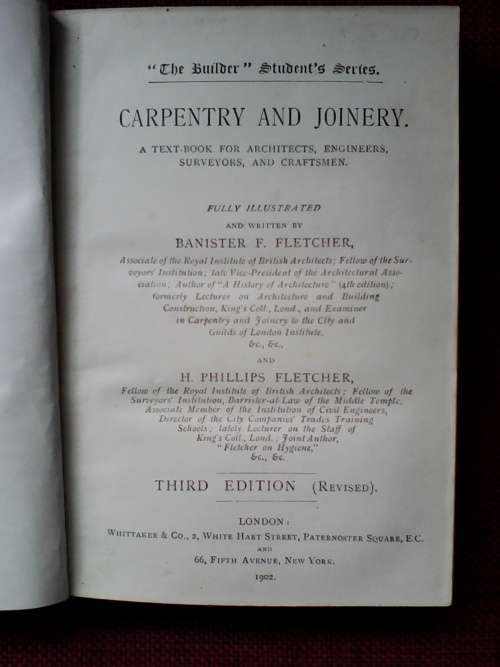 "The Builder" Student's Series.
CARPENTRY AND JOINERY.
A TEXT-BOOK FOR ARCHITECTS, ENGINEERS,
SURVEYORS, AND CRAFTSMEN.
FULLY ILLUSTRATED
AND WRITTEN BY
BANISTER F. FLETCHER,
Associate of the Royal Institute of British Architects; Fellow of the Sur-
veyors' Institution; late Vice-President of the Architectural Asso-
ciation; Author of "A History of Architecture" (4th edition);
formerly Lecturer on Architecture and Building
Construction, King's Coll., Lond., and Examiner
in Carpentry and Joinery to the City and
Guilds of London Institute,
&c., &c.,
AND
H. PHILLIPS FLETCHER,
Fellow of the Royal Institute of British Architects; Fellow of the
Surveyors' Institution, Barrister-at-Law of the Middle Temple,
Associate Member of the Institution of Civil Engineers,
Director of the City Companies' Trades Training
Schools; lately Lecturer on the Staff of
King's Coll., Lond., Joint Author,
"Fletcher on Hygiene,"
&c., &c.
THIRD EDITION (REVISED).
LONDON:
WHITTAKER & CO., 2, WHITE HART STREET, PATERNOSTER SQUARE, E.C.
AND
66, FIFTH AVENUE, NEW YORK.
1902.